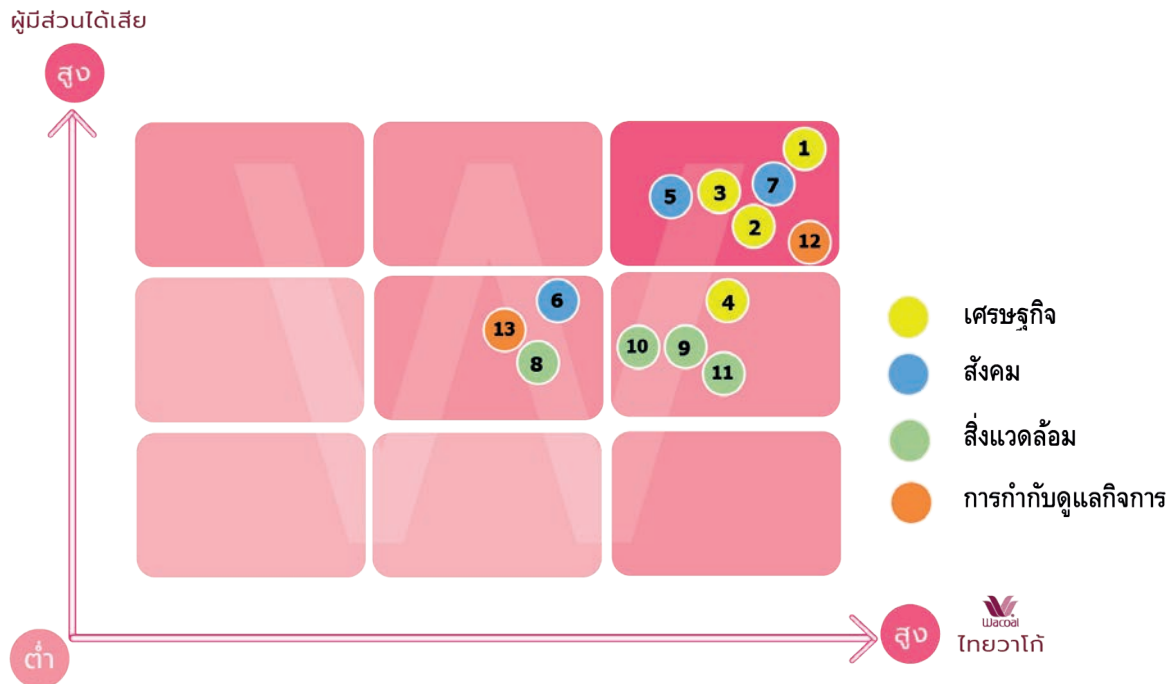 ผู้มีส่วนได้เสีย
สูง
1
5
3
7
2
12
6
4
13
8
10
9
11
เศรษฐกิจ
สังคม
สิ่งแวดล้อม
การกำกับดูแลกิจการ
ต่ำ
สูง
Wacoal
ไทยวาโก้